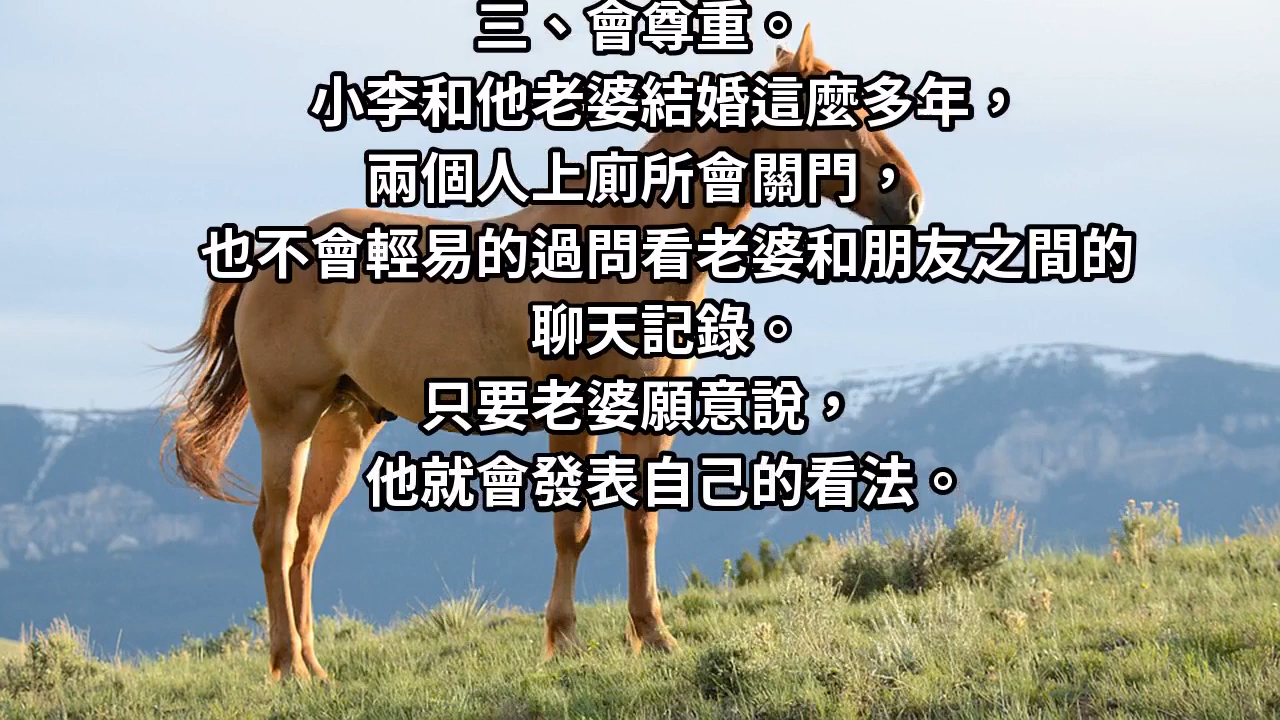 三、會尊重。
小李和他老婆結婚這麼多年，
兩個人上廁所會關門，
也不會輕易的過問看老婆和朋友之間的
聊天記錄。
只要老婆願意說，
他就會發表自己的看法。